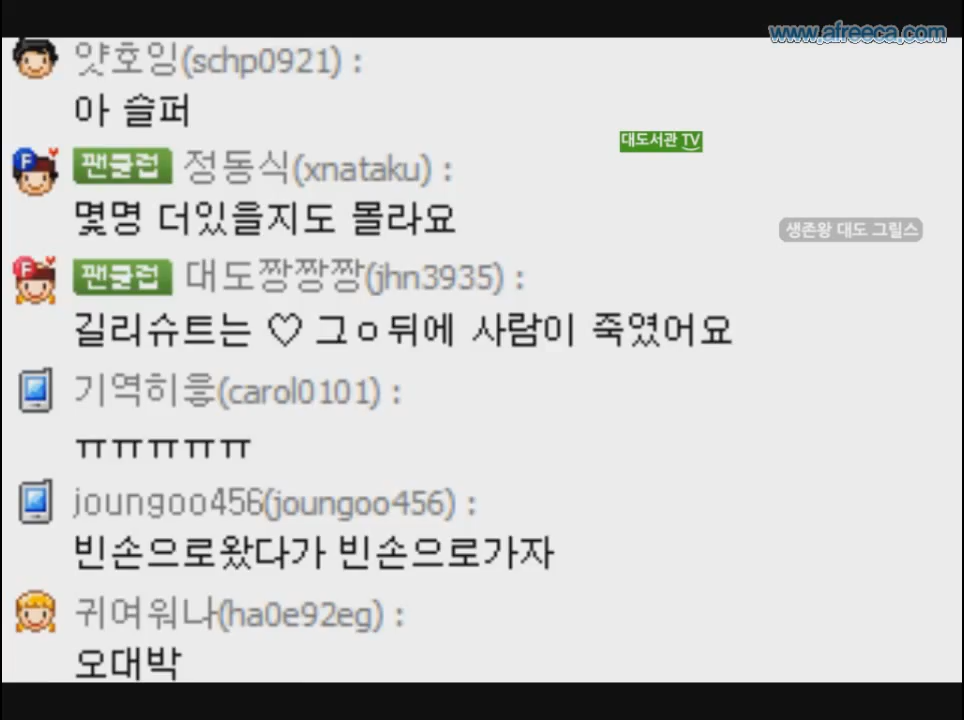 www.afreeca.com
얏호잉(schp0921) :
아 슬퍼
대도서관 TV
팬클럽 정동식(xnataku) :
몇명 더있을지도 몰라요
생존왕 대도 그릴스
팬클럽 대도짱짱짱(jhn3935) :
길리슈트는 ♡ 그ㅇ뒤에 사람이 죽였어요
기역히읗(carol0101) :
ㅠㅠㅠㅠㅠ
joungoo456(joungoo456) :
빈손으로왔다가 빈손으로가자
귀여워나(ha0e92eg) :
오대박